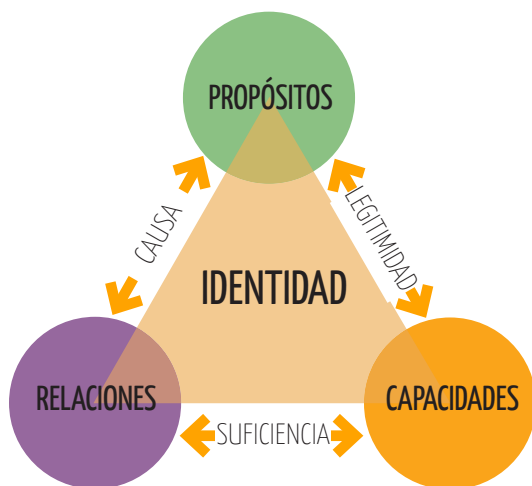 PROPÓSITOS
CAUSA
LEGITIMIDAD
IDENTIDAD
RELACIONES
CAPACIDADES
SUFICIENCIA